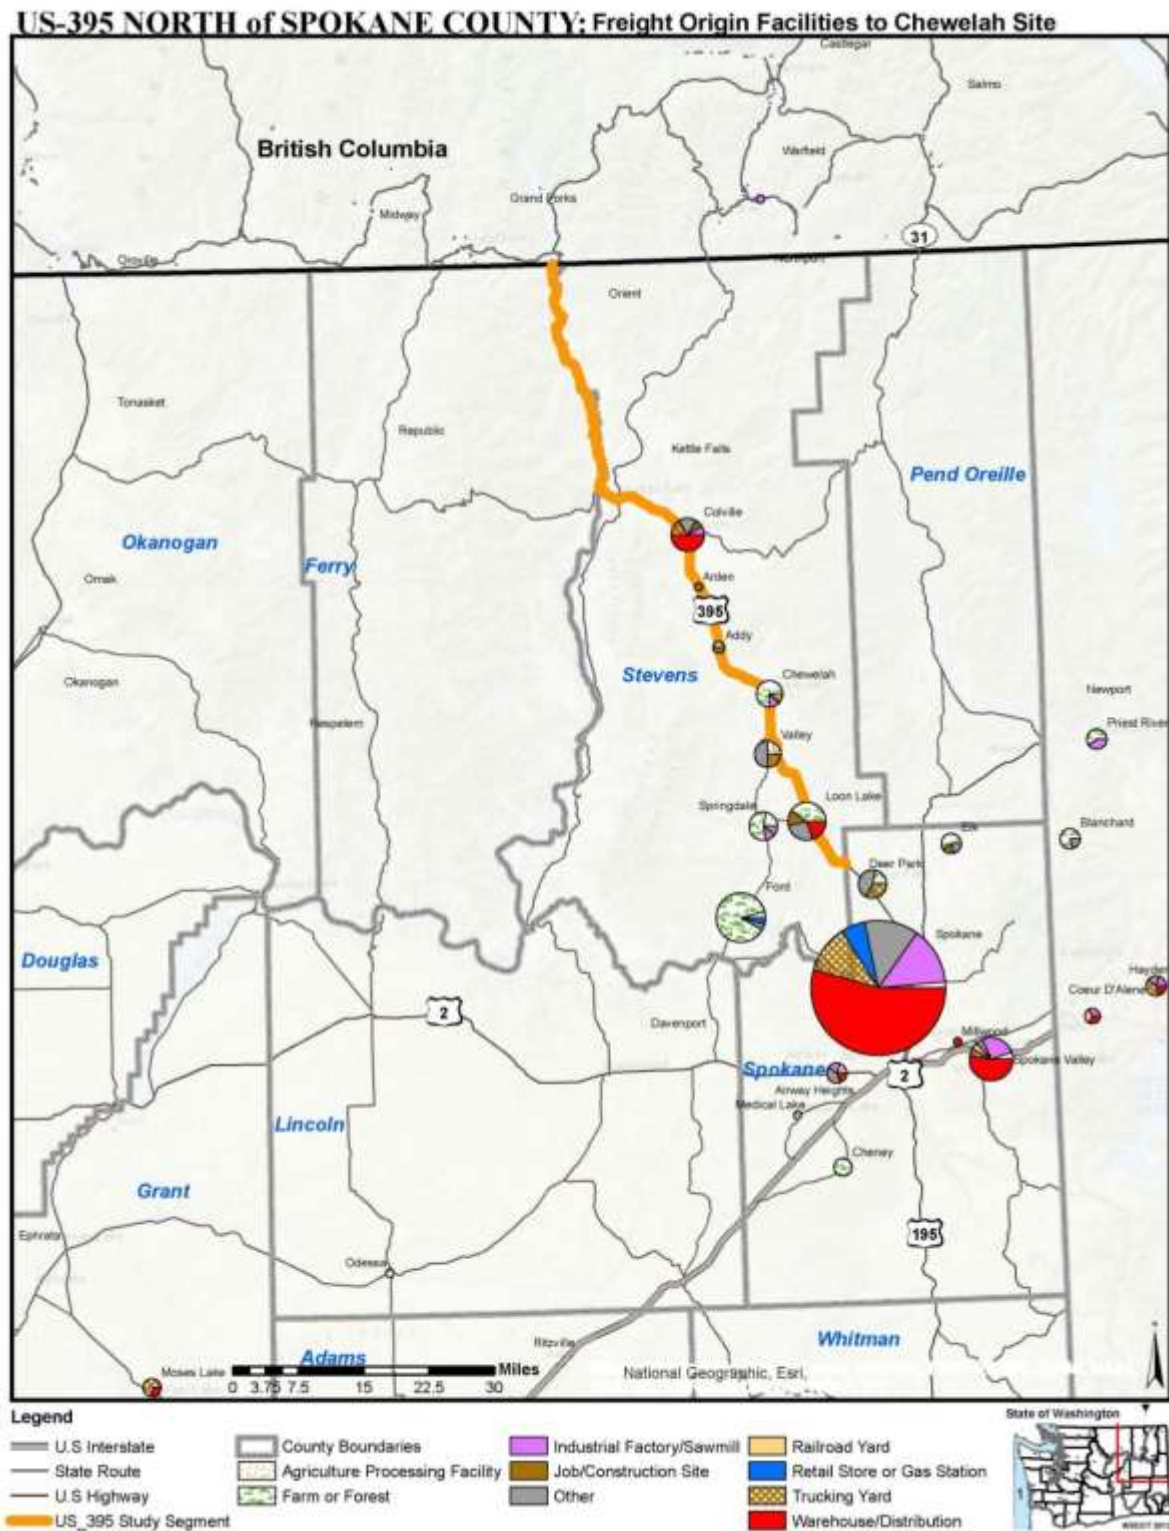 US-395 NORTH of SPOKANE COUNTY: Freight Origin Facilities to Chewelah Site
Castlegar
Salmo
British Columbia
Warfield
Grand Forks
Midway
31
Oroville
Northport
Orient
Tonasket
Republic
Kettle Falls
Pend Oreille
Colville
Okanogan
Ferry
Omak
Arden
395
Addy
Stevens
Chewelah
Okanogan
Newport
Nespelem
Priest River
Valley
Loon Lake
Springdale
Elk
Blanchard
Deer Park
Ford
Spokane
Douglas
Hayden
Coeur D'Alene
2
Davenport
Millwood
Spokane Valley
Spokane
2
Airway Heights
Medical Lake
Lincoln
Cheney
Grant
195
Ephrata
Odessa
Ritzville
Whitman
Adams
Moses Lake
Miles
0 3.75 7.5 15 22.5 30
National Geographic, Esri,
Legend
U.S Interstate
State Route
U.S Highway
US_395 Study Segment
County Boundaries
Agriculture Processing Facility
Farm or Forest
Industrial Factory/Sawmill
Job/Construction Site
Other
Railroad Yard
Retail Store or Gas Station
Trucking Yard
Warehouse/Distribution
State of Washington